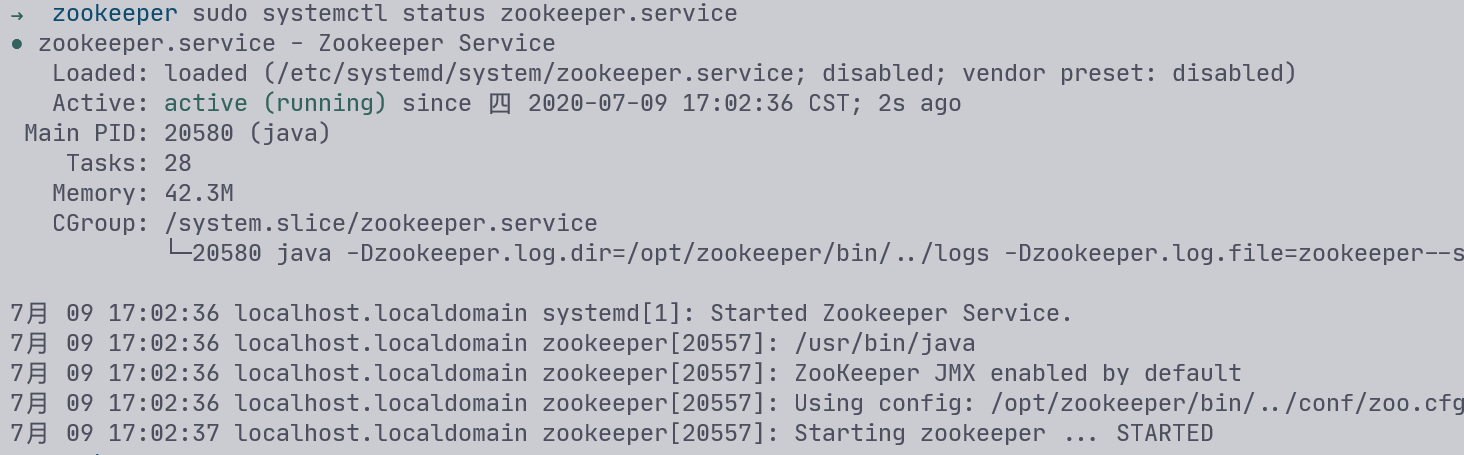 →  zookeeper sudo systemctl status zookeeper.service
● zookeeper.service - Zookeeper Service
   Loaded: loaded (/etc/systemd/system/zookeeper.service; disabled; vendor preset: disabled)
   Active: active (running) since 四 2020-07-09 17:02:36 CST; 2s ago
 Main PID: 20580 (java)
    Tasks: 28
   Memory: 42.3M
   CGroup: /system.slice/zookeeper.service
           └─20580 java -Dzookeeper.log.dir=/opt/zookeeper/bin/../logs -Dzookeeper.log.file=zookeeper--s

7月 09 17:02:36 localhost.localdomain systemd[1]: Started Zookeeper Service.
7月 09 17:02:36 localhost.localdomain zookeeper[20557]: /usr/bin/java
7月 09 17:02:36 localhost.localdomain zookeeper[20557]: ZooKeeper JMX enabled by default
7月 09 17:02:36 localhost.localdomain zookeeper[20557]: Using config: /opt/zookeeper/bin/../conf/zoo.cfg
7月 09 17:02:37 localhost.localdomain zookeeper[20557]: Starting zookeeper ... STARTED